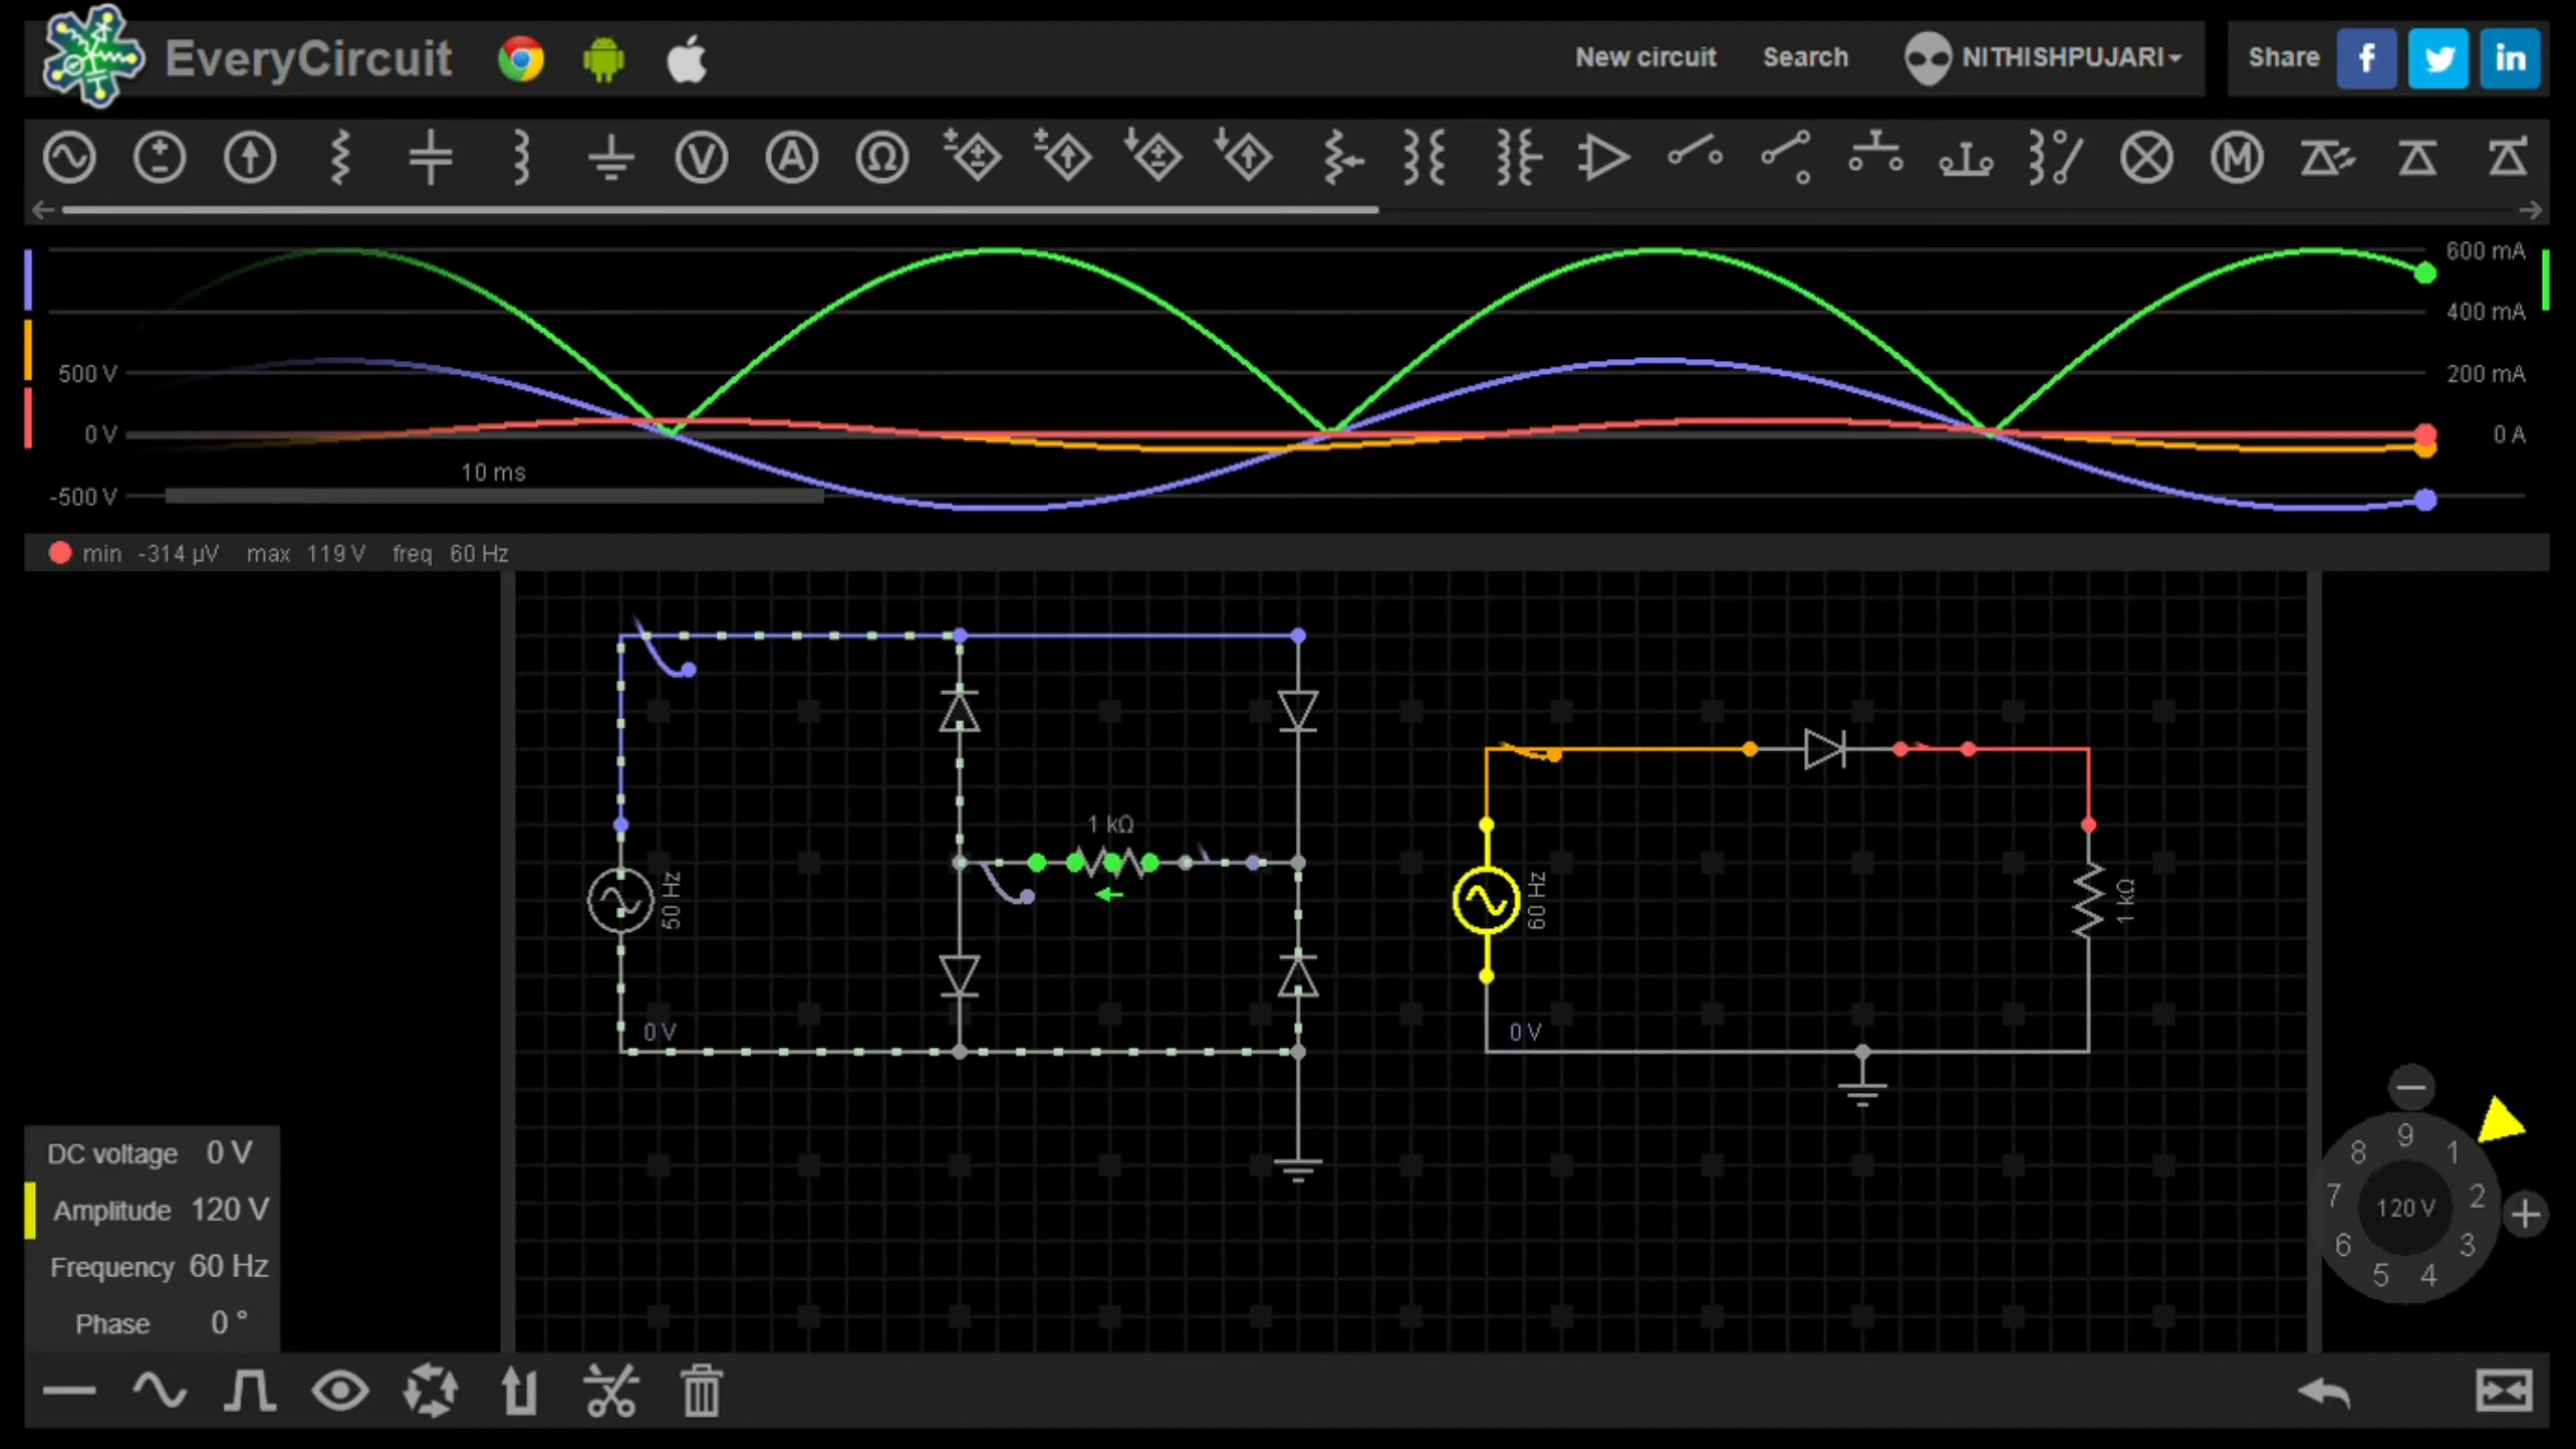 EveryCircuit
New circuit
Search
NITHISHPUJARI
Share
f
in
V
A
Ω
M
600 mA
400 mA
500 V
200 mA
0 V
0 A
10 ms
-500 V
min -314 µV max 119 V freq 60 Hz
1 kΩ
50 Hz
60 Hz
1 kΩ
0 V
0 V
DC voltage 0 V
Amplitude 120 V
Frequency 60 Hz
Phase 0 °
9
8
1
7
2
120 V
6
3
5
4